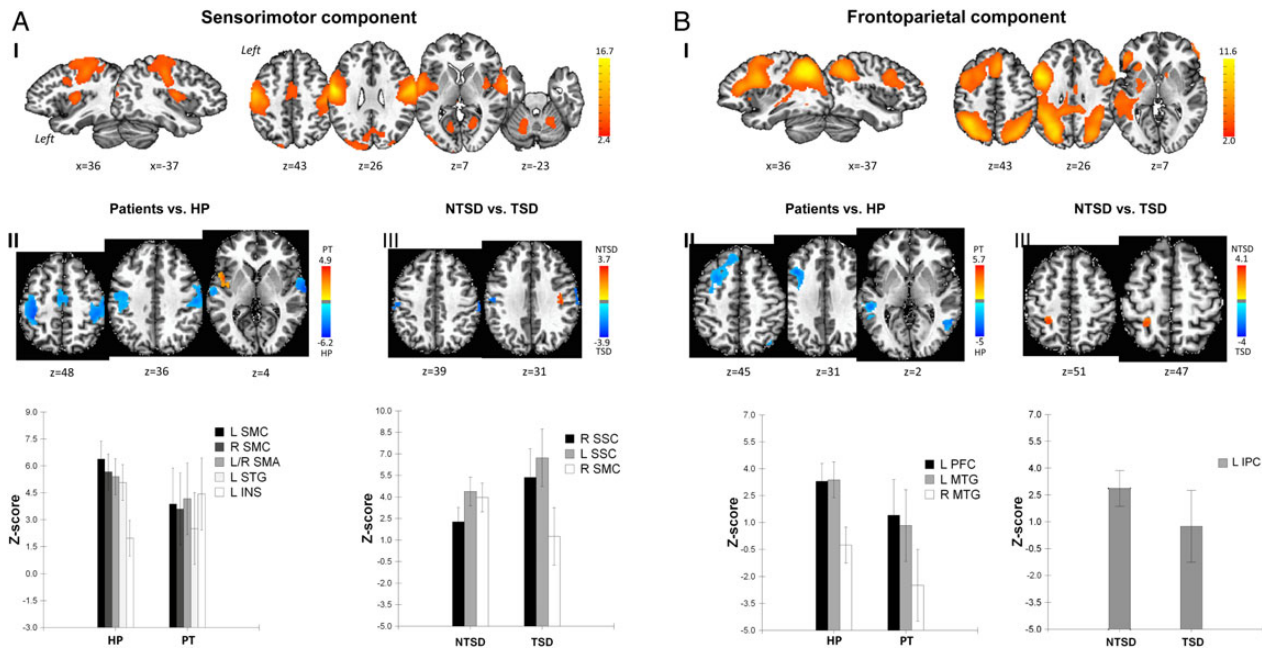 A
Sensorimotor component
I
Left
Left
16.7
2.4
x=36
x=-37
z=43
z=26
z=7
z=-23
Patients vs. HP
II
PT
4.9
-6.2
HP
z=48
z=36
z=4
NTSD vs. TSD
III
NTSD
3.7
-3.9
TSD
z=39
z=31
Z-score
9.0
7.5
6.0
4.5
3.0
1.5
0.0
-1.5
-3.0
HP
PT
L SMC
R SMC
L/R SMA
L STG
L INS
Z-score
10.0
8.5
7.0
5.5
4.0
2.5
1.0
-0.5
-2.0
-3.5
-5.0
NTSD
TSD
R SSC
L SSC
R SMC
B
Frontoparietal component
I
11.6
2.0
x=36
x=-37
z=43
z=26
z=7
Patients vs. HP
II
PT
5.7
-5
HP
z=45
z=31
z=2
NTSD vs. TSD
III
NTSD
4.1
-4
TSD
z=51
z=47
Z-score
7.0
5.5
4.0
2.5
1.0
-0.5
-2.0
-3.5
-5.0
HP
PT
L PFC
L MTG
R MTG
Z-score
7.0
5.5
4.0
2.5
1.0
-0.5
-2.0
-3.5
-5.0
NTSD
TSD
L IPC